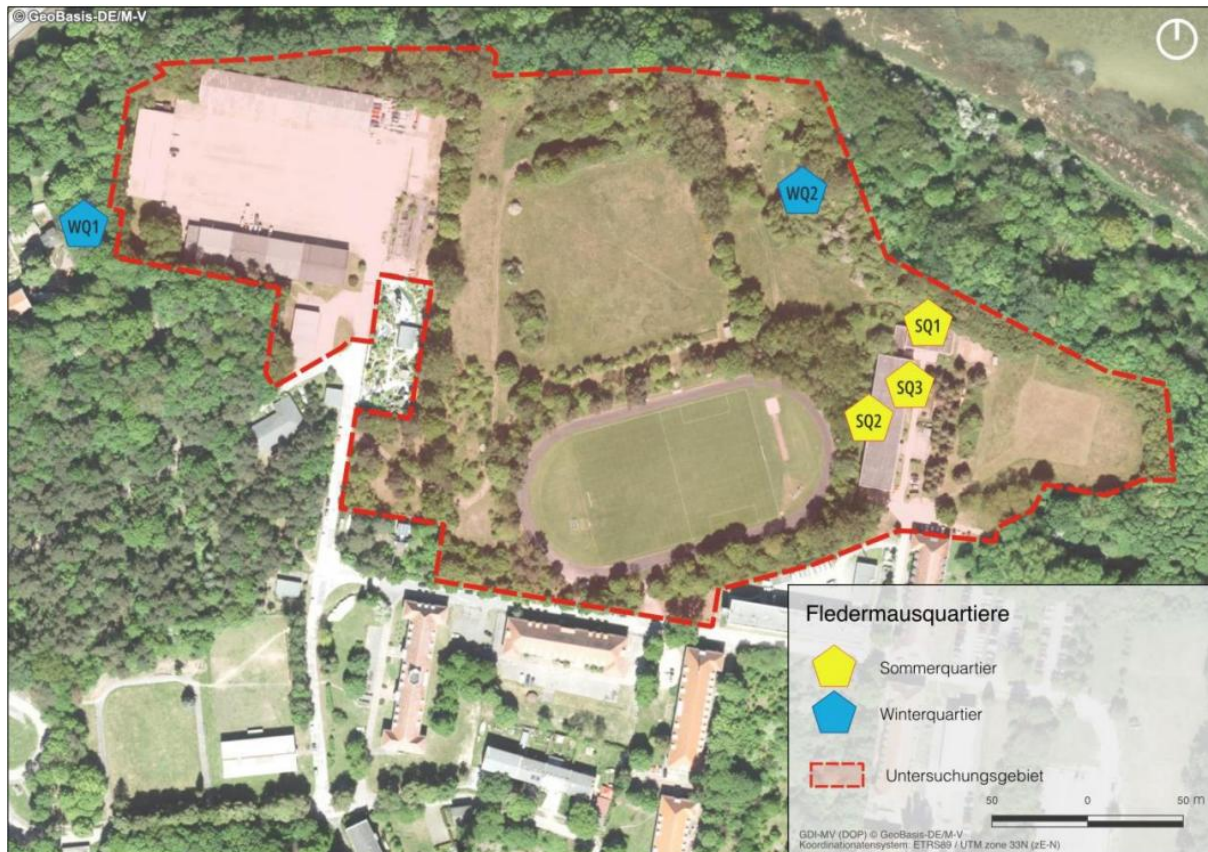 © GeoBasis-DE/M-V
WQ1
WQ2
SQ1
SQ3
SQ2
Fledermausquartiere
Sommerquartier
Winterquartier
Untersuchungsgebiet
50 0 50 m
GDI-MV (DOP) © GeoBasis-DE/M-V
Koordinationatensystem: ETRS89 / UTM zone 33N (zE-N)